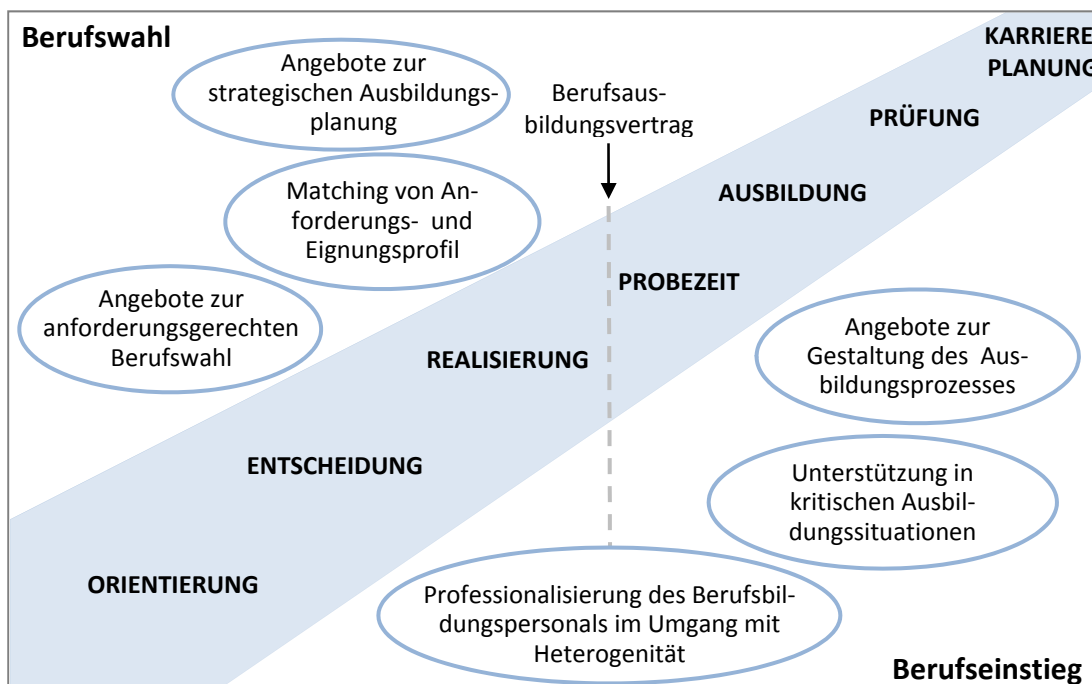 Berufswahl
Angebote zur
strategischen Ausbildungs-
planung
Berufsaus-
bildungsvertrag
KARRIERE
PLANUNG
PRÜFUNG
AUSBILDUNG
Matching von An-
forderungs- und
Eignungsprofil
PROBEZEIT
Angebote zur
anforderungsgerechten
Berufswahl
REALISIERUNG
Angebote zur
Gestaltung des Aus-
bildungsprozesses
ENTSCHEIDUNG
Unterstützung in
kritischen Ausbil-
dungssituationen
ORIENTIERUNG
Professionalisierung des Berufsbil-
dungspersonals im Umgang mit
Heterogenität
Berufseinstieg